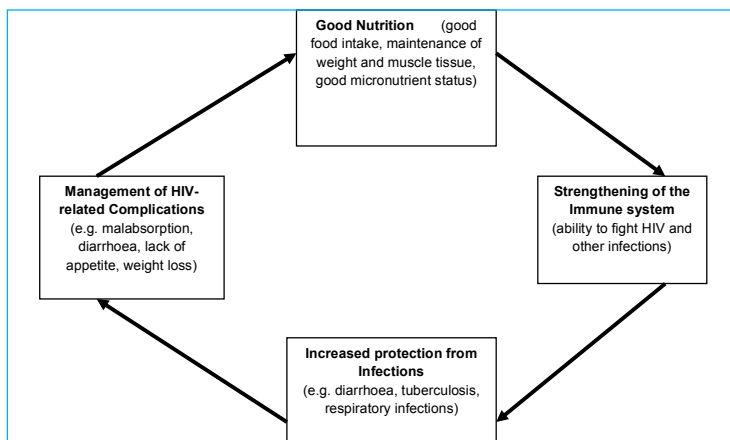 Good Nutrition (good
food intake, maintenance of
weight and muscle tissue,
good micronutrient status)
Management of HIV-
related Complications
(e.g. malabsorption,
diarrhoea, lack of
appetite, weight loss)
Strengthening of the
Immune system
(ability to fight HIV and
other infections)
Increased protection from
Infections
(e.g. diarrhoea, tuberculosis,
respiratory infections)